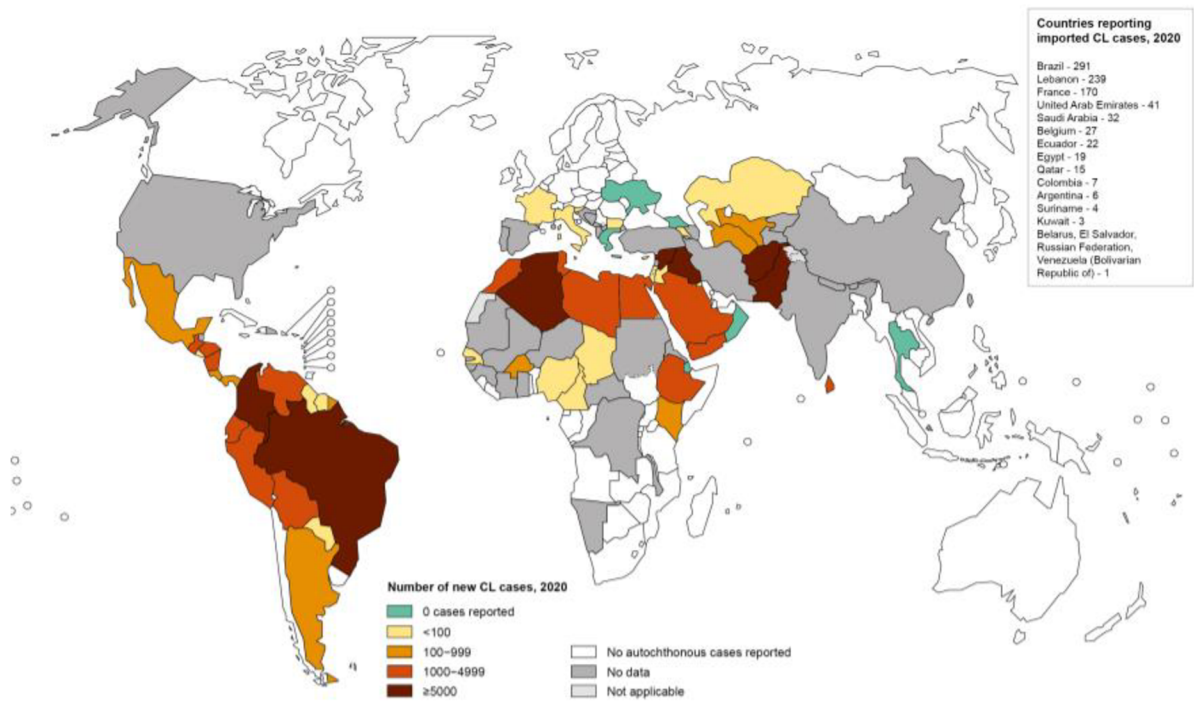 Countries reporting
imported CL cases, 2020
Brazil - 291
Lebanon - 239
France - 170
United Arab Emirates - 41
Saudi Arabia - 32
Belgium - 27
Ecuador - 22
Egypt - 19
Qatar - 15
Colombia - 7
Argentina - 6
Suriname - 4
Kuwait - 3
Belarus, El Salvador,
Russian Federation,
Venezuela (Bolivarian
Republic of) - 1
Number of new CL cases, 2020
0 cases reported
<100
100–999
1000–4999
≥5000
No autochthonous cases reported
No data
Not applicable